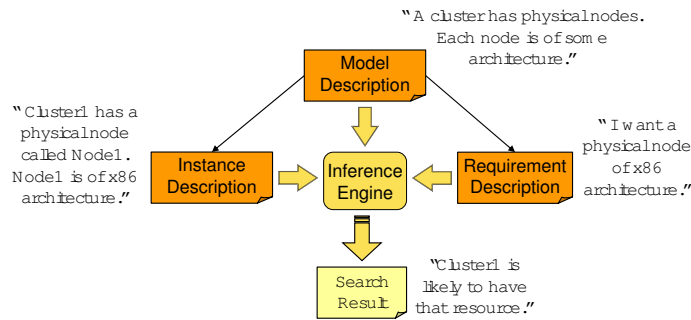 “A cluster has physical nodes.
Each node is of some
architecture.”
Model
Description
“Cluster1 has a
physical node
called Node1.
Node1 is of x86
architecture.”
Instance
Description
Inference
Engine
Requirement
Description
“I want a
physical node
of x86
architecture.”
Search
Result
“Cluster1 is
likely to have
that resource.”